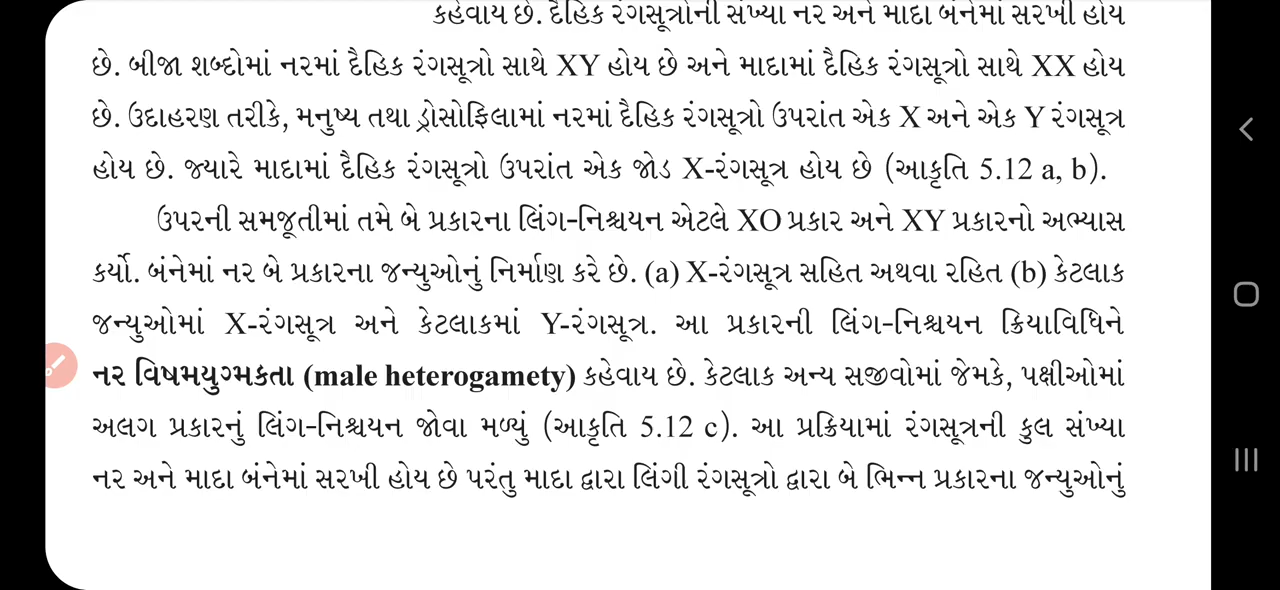 કહેવાય છે. દૈહિક રંગસૂત્રોની સંખ્યા નર અને માદા બંનેમાં સરખી હોય
છે. બીજા શબ્દોમાં નરમાં દૈહિક રંગસૂત્રો સાથે XY હોય છે અને માદામાં દૈહિક રંગસૂત્રો સાથે XX હોય
છે. ઉદાહરણ તરીકે, મનુષ્ય તથા ડ્રોસોફિલામાં નરમાં દૈહિક રંગસૂત્રો ઉપરાંત એક X અને એક Y રંગસૂત્ર
હોય છે. જ્યારે માદામાં દૈહિક રંગસૂત્રો ઉપરાંત એક જોડ X-રંગસૂત્ર હોય છે (આકૃતિ 5.12 a, b).
ઉપરની સમજૂતીમાં તમે બે પ્રકારના લિંગ-નિશ્ચયન એટલે XO પ્રકાર અને XY પ્રકારનો અભ્યાસ
કર્યો. બંનેમાં નર બે પ્રકારના જન્યુઓનું નિર્માણ કરે છે. (a) X-રંગસૂત્ર સહિત અથવા રહિત (b) કેટલાક
જન્યુઓમાં X-રંગસૂત્ર અને કેટલાકમાં Y-રંગસૂત્ર. આ પ્રકારની લિંગ-નિશ્ચયન ક્રિયાવિધિને
નર વિષમયુગ્મકતા (male heterogamety) કહેવાય છે. કેટલાક અન્ય સજીવોમાં જેમકે, પક્ષીઓમાં
અલગ પ્રકારનું લિંગ-નિશ્ચયન જોવા મળ્યું (આકૃતિ 5.12 c). આ પ્રક્રિયામાં રંગસૂત્રની કુલ સંખ્યા
નર અને માદા બંનેમાં સરખી હોય છે પરંતુ માદા દ્વારા લિંગી રંગસૂત્રો દ્વારા બે ભિન્ન પ્રકારના જન્યુઓનું